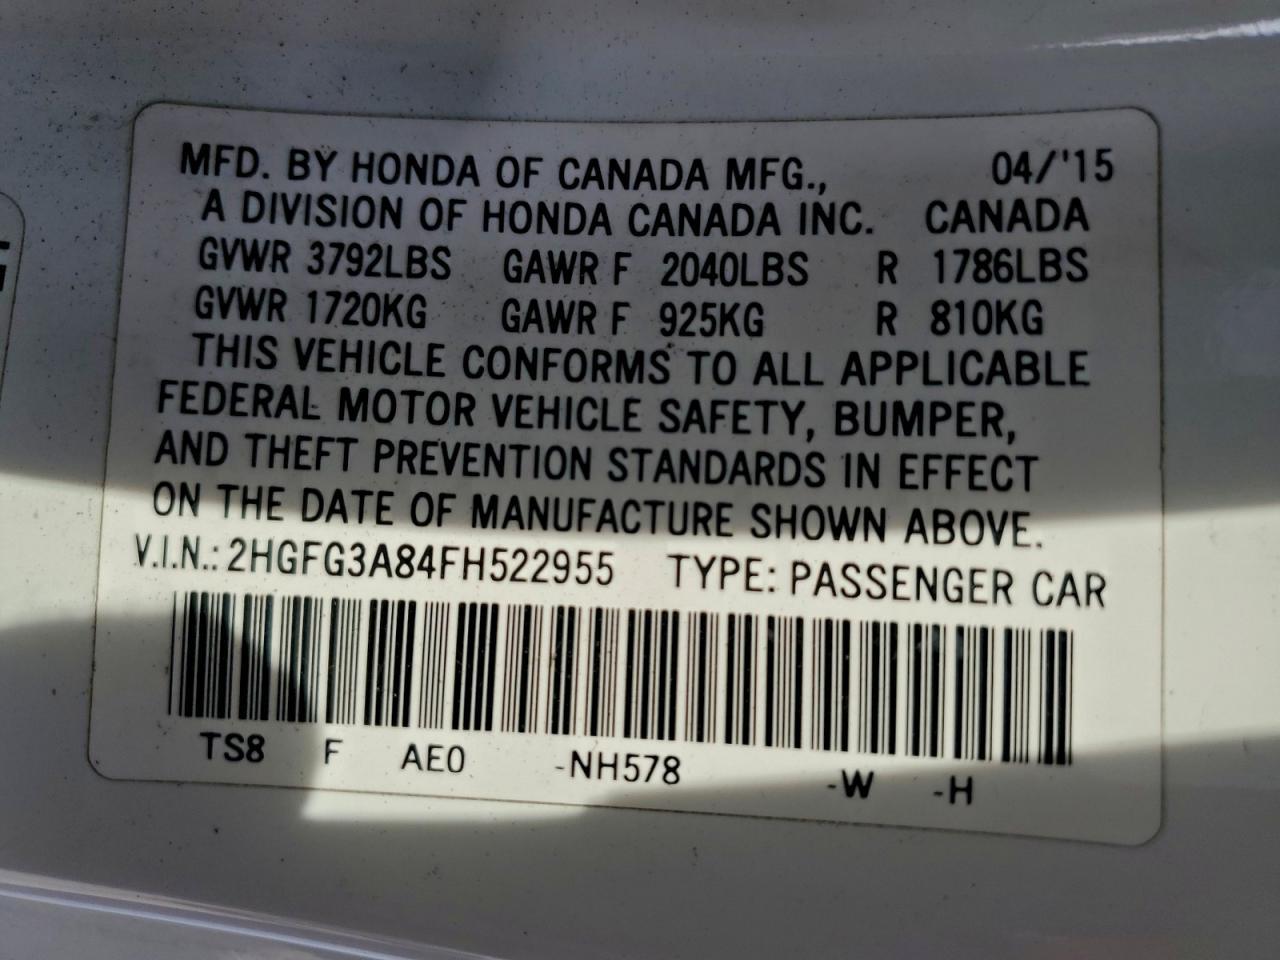 MFD. BY HONDA OF CANADA MFG., 04/'15
A DIVISION OF HONDA CANADA INC. CANADA
GVWR 3792LBS GAWR F 2040LBS R 1786LBS
GVWR 1720KG GAWR F 925KG R 810KG
THIS VEHICLE CONFORMS TO ALL APPLICABLE
FEDERAL MOTOR VEHICLE SAFETY, BUMPER,
AND THEFT PREVENTION STANDARDS IN EFFECT
ON THE DATE OF MANUFACTURE SHOWN ABOVE.
V.I.N.: 2HGFG3A84FH522955 TYPE: PASSENGER CAR
TS8 F AE0 -NH578 -W -H